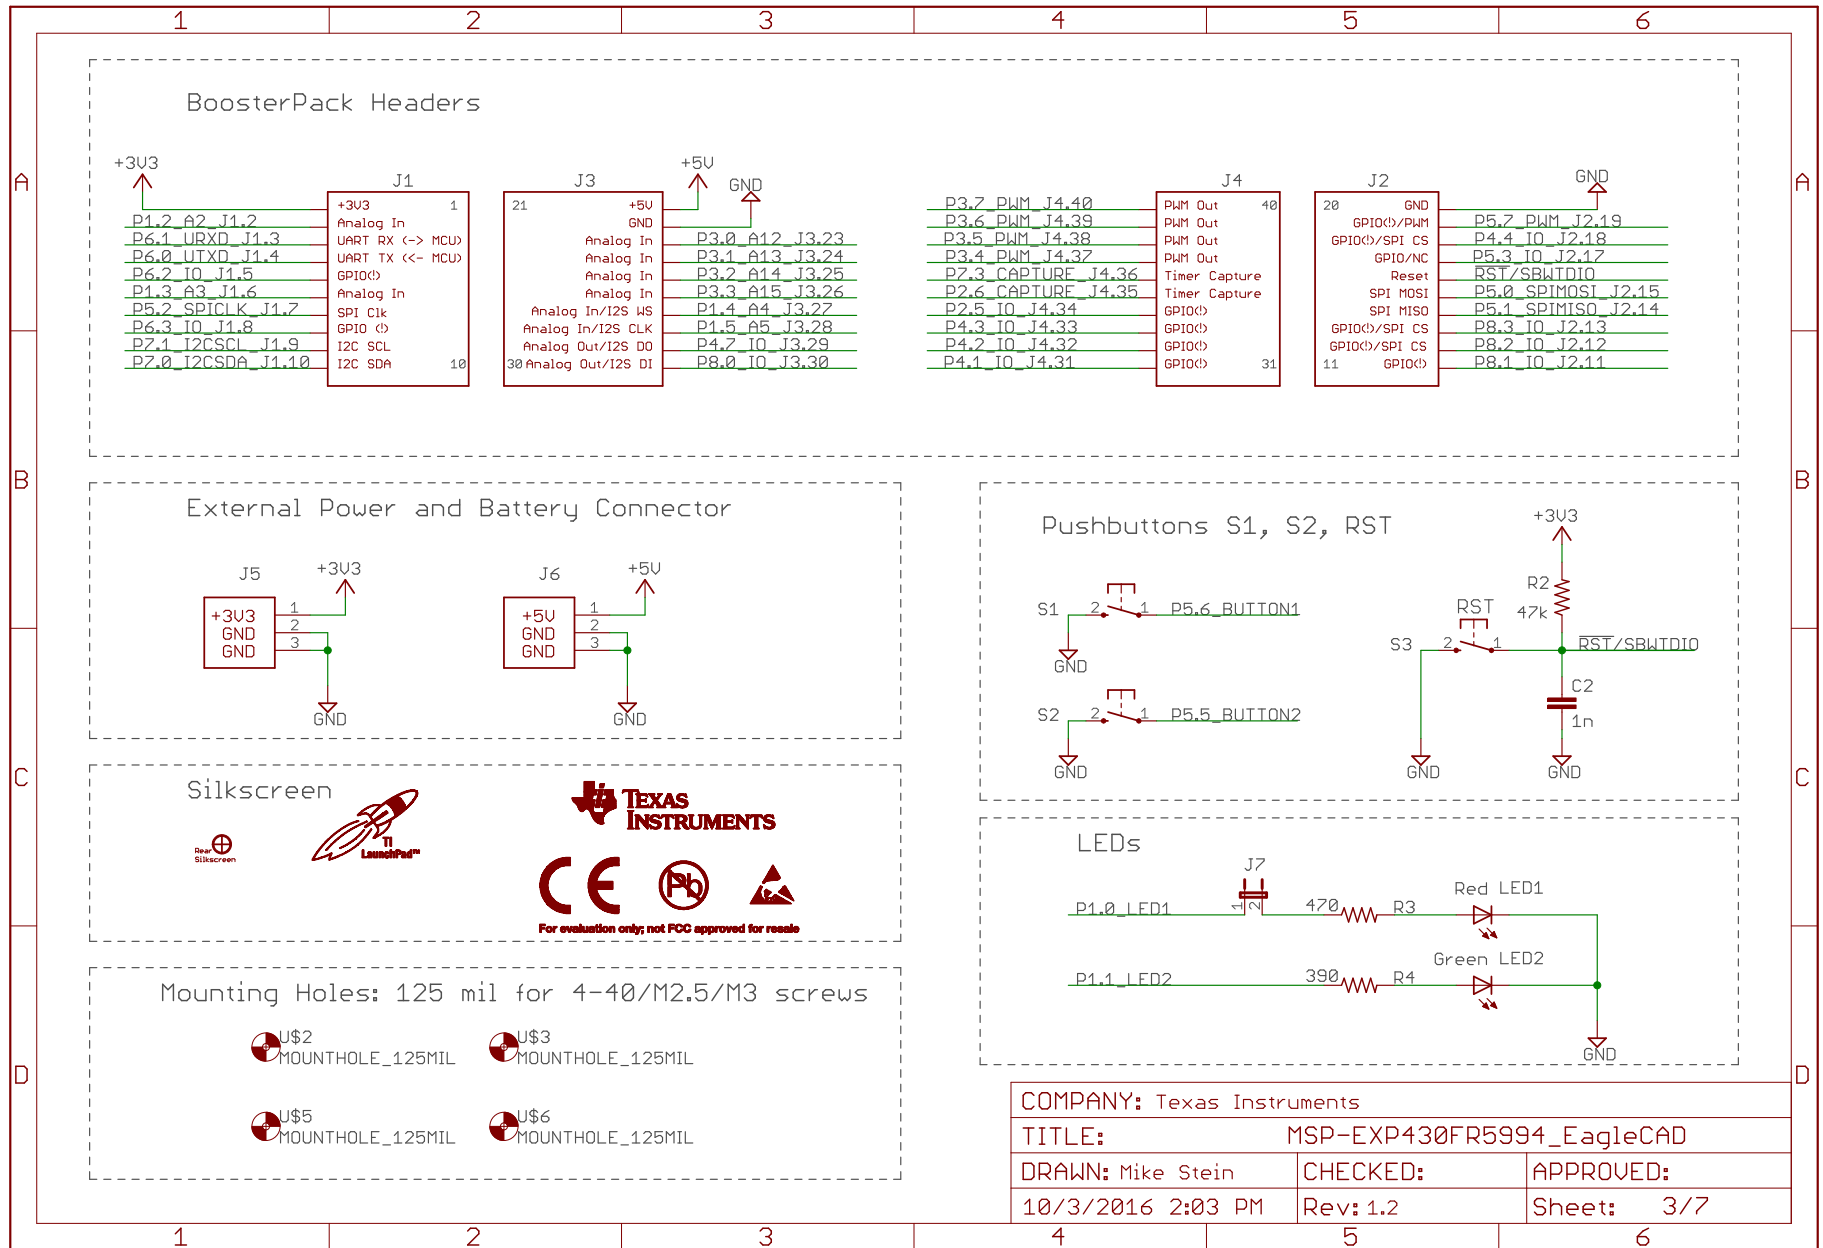 1 2 3 4 5 6
A
B
C
D
BoosterPack Headers
+3V3
J1
+3V3 1
P1.2_A2_J1.2 Analog In
P6.1_URXD_J1.3 UART RX (-> MCU)
P6.0_UTXD_J1.4 UART TX (<- MCU)
P6.2_IO_J1.5 GPIO(!)
P1.3_A3_J1.6 Analog In
P5.2_SPICLK_J1.7 SPI Clk
P6.3_IO_J1.8 GPIO (!)
P7.1_I2CSCL_J1.9 I2C SCL
P7.0_I2CSDA_J1.10 I2C SDA 10
J3
+5V
GND
21 +5V
GND
Analog In P3.0_A12_J3.23
Analog In P3.1_A13_J3.24
Analog In P3.2_A14_J3.25
Analog In P3.3_A15_J3.26
Analog In/I2S WS P1.4_A4_J3.27
Analog In/I2S CLK P1.5_A5_J3.28
Analog Out/I2S DO P4.7_IO_J3.29
30 Analog Out/I2S DI P8.0_IO_J3.30
J4
P3.7_PWM_J4.40 PWM Out 40
P3.6_PWM_J4.39 PWM Out
P3.5_PWM_J4.38 PWM Out
P3.4_PWM_J4.37 PWM Out
P7.3_CAPTURE_J4.36 Timer Capture
P2.6_CAPTURE_J4.35 Timer Capture
P2.5_IO_J4.34 GPIO(!)
P4.3_IO_J4.33 GPIO(!)
P4.2_IO_J4.32 GPIO(!)
P4.1_IO_J4.31 GPIO(!) 31
J2
GND
20 GND
GPIO(!)/PWM P5.7_PWM_J2.19
GPIO(!)/SPI CS P4.4_IO_J2.18
GPIO/NC P5.3_IO_J2.17
Reset RST/SBWTDIO
SPI MOSI P5.0_SPIMOSI_J2.15
SPI MISO P5.1_SPIMISO_J2.14
GPIO(!)/SPI CS P8.3_IO_J2.13
GPIO(!)/SPI CS P8.2_IO_J2.12
11 GPIO(!) P8.1_IO_J2.11
External Power and Battery Connector
J5 +3V3
+3V3 1
GND 2
GND 3
GND
J6 +5V
+5V 1
GND 2
GND 3
GND
Pushbuttons S1, S2, RST
S1 2 1 P5.6_BUTTON1
GND
S2 2 1 P5.5_BUTTON2
GND
+3V3
R2
47k
RST
S3 2 1 RST/SBWTDIO
C2
1n
GND GND
Silkscreen
Rear
Silkscreen
TI
LaunchPad™
TEXAS
INSTRUMENTS
CE Pb
For evaluation only; not FCC approved for resale
LEDs
J7
P1.0_LED1 1 2 470 R3 Red LED1
P1.1_LED2 390 R4 Green LED2
GND
Mounting Holes: 125 mil for 4-40/M2.5/M3 screws
U$2
MOUNTHOLE_125MIL
U$3
MOUNTHOLE_125MIL
U$5
MOUNTHOLE_125MIL
U$6
MOUNTHOLE_125MIL
COMPANY: Texas Instruments
TITLE: MSP-EXP430FR5994_EagleCAD
DRAWN: Mike Stein CHECKED: APPROVED:
10/3/2016 2:03 PM Rev: 1.2 Sheet: 3/7
A
B
C
D
1 2 3 4 5 6